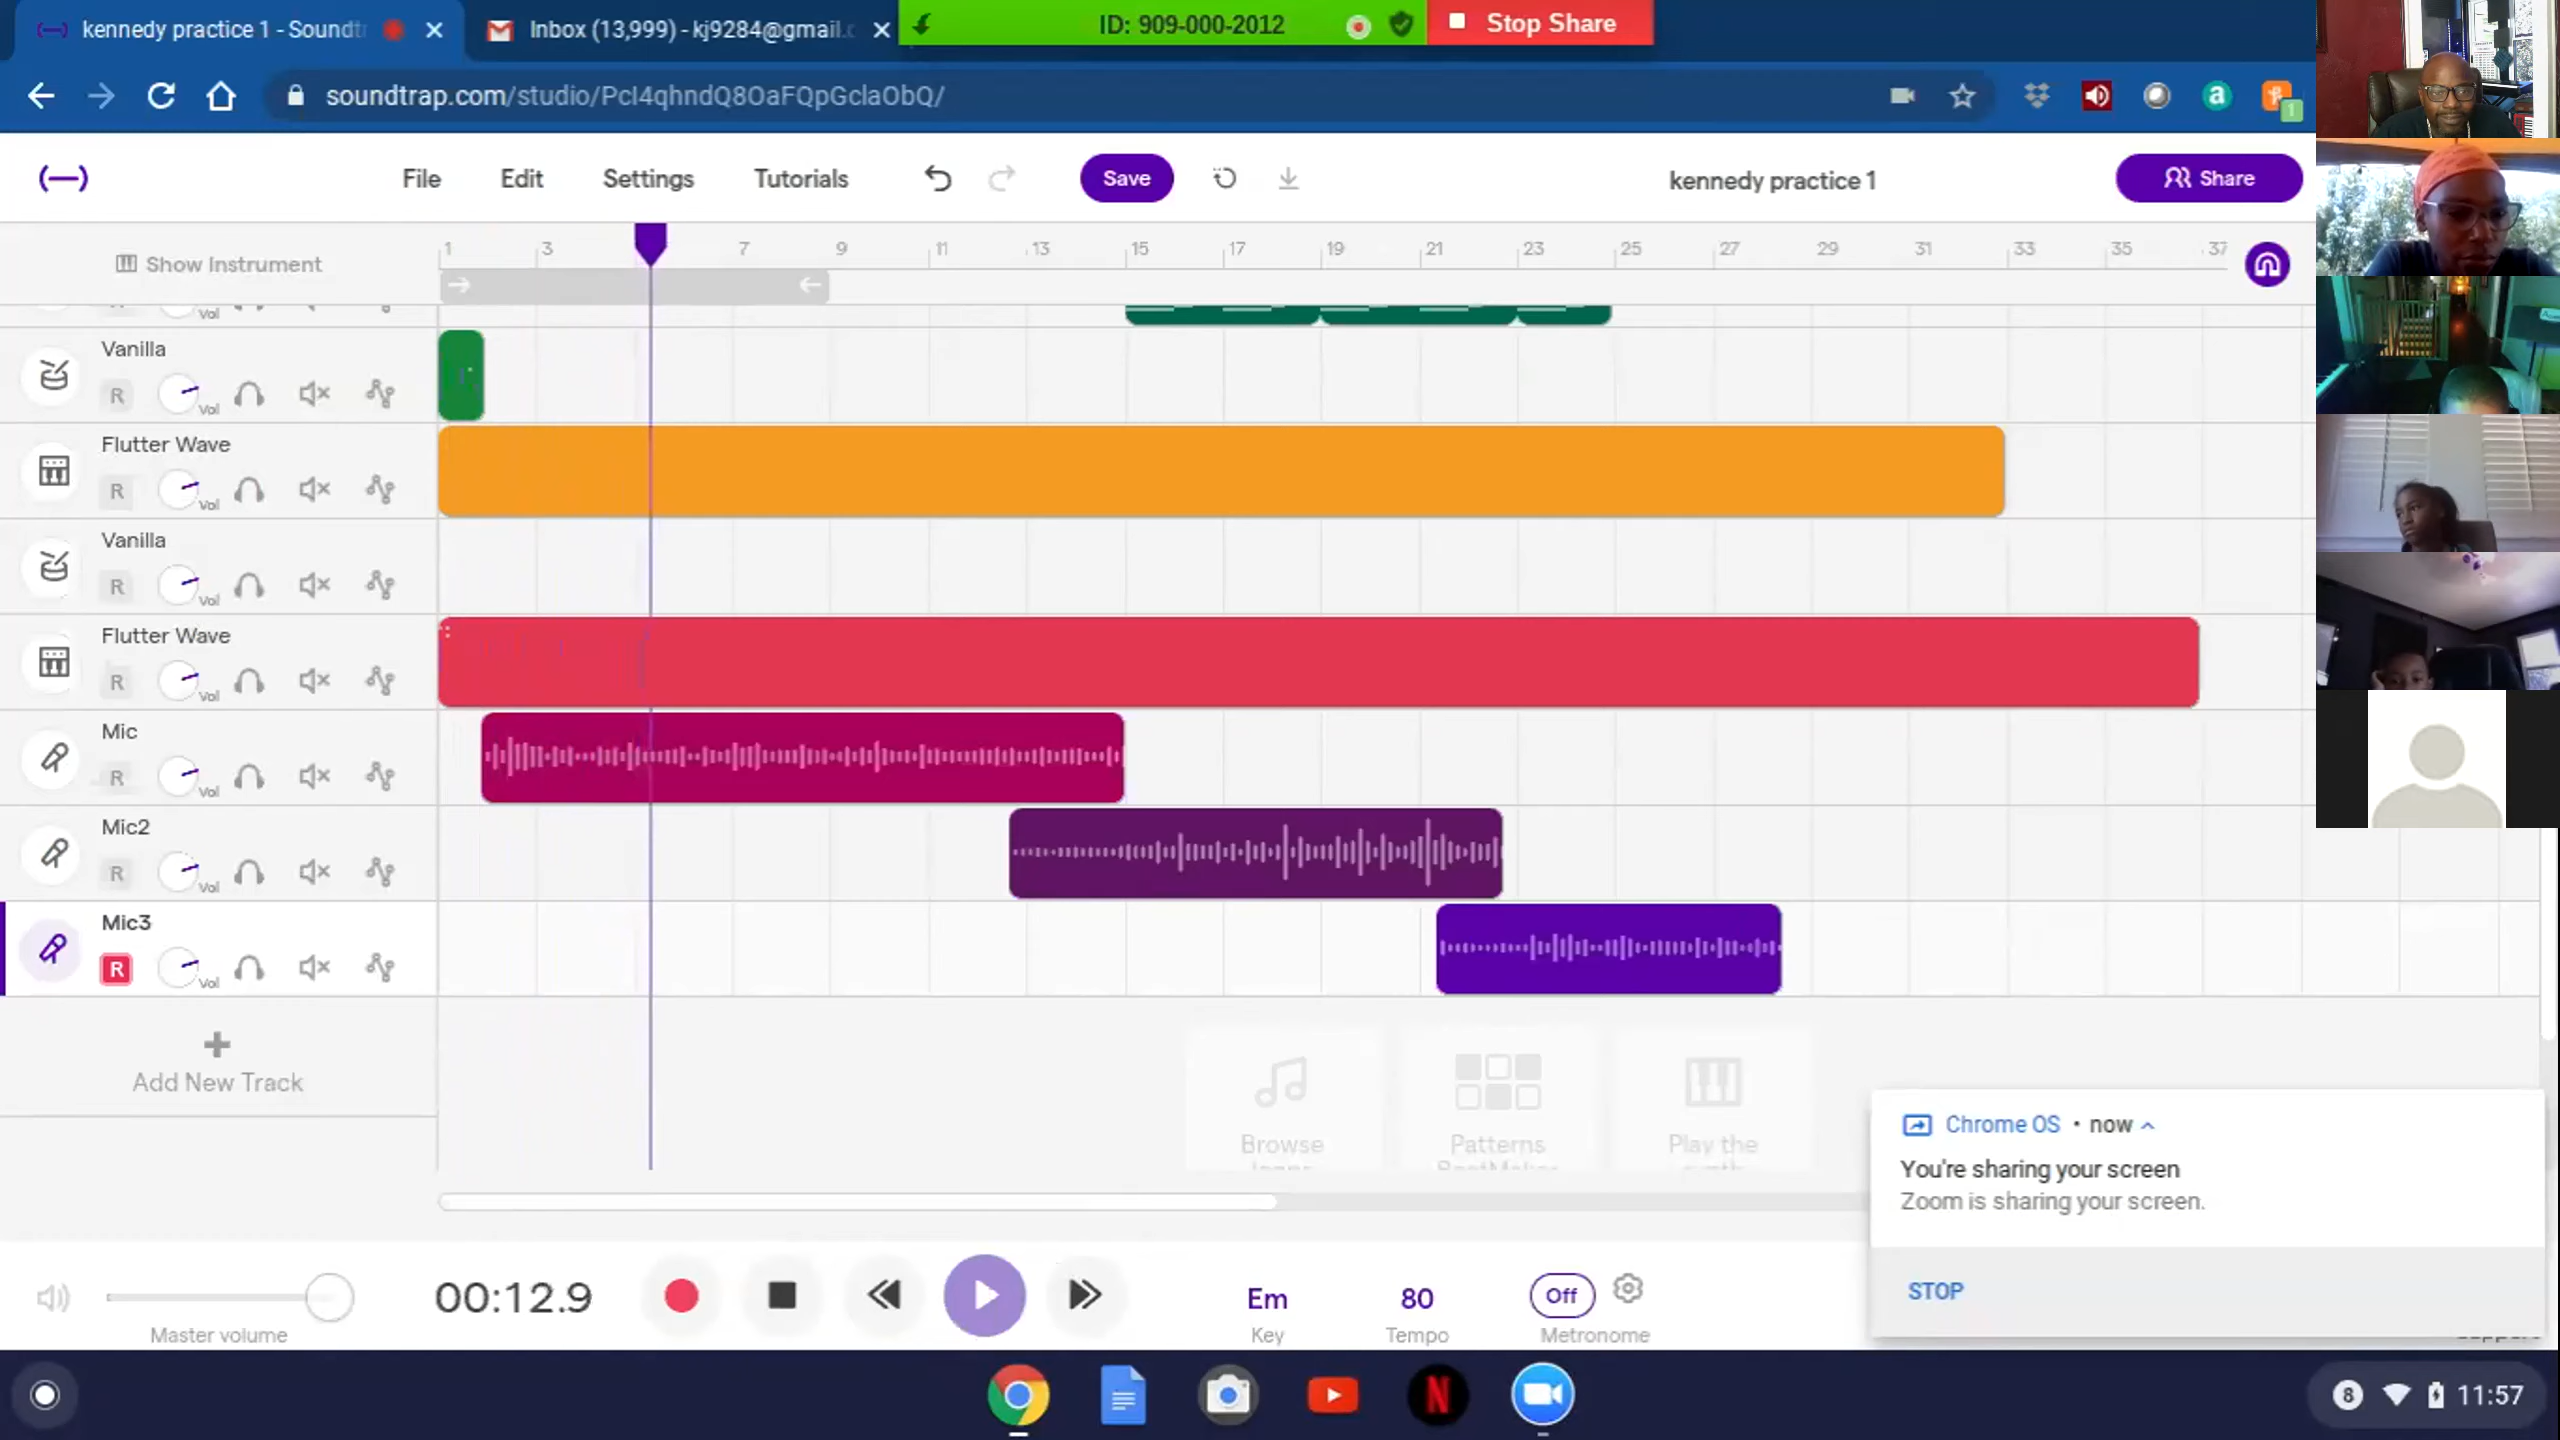 kennedy practice 1 - Soundt
Inbox (13,999) - kj9284@gmail.c
ID: 909-000-2012
Stop Share
soundtrap.com/studio/PcI4qhndQ8OaFQpGclaObQ/
a
1
File
Edit
Settings
Tutorials
Save
kennedy practice 1
Share
Show Instrument
1 3 7 9 11 13 15 17 19 21 23 25 27 29 31 33 35 37
Vol
Vanilla
R Vol
Flutter Wave
R Vol
Vanilla
R Vol
Flutter Wave
R Vol
Mic
R Vol
Mic2
R Vol
Mic3
R Vol
Add New Track
Browse
Patterns
Play the
Chrome OS • now
You're sharing your screen
Zoom is sharing your screen.
STOP
Master volume
00:12.9
Em
Key
80
Tempo
Off
Metronome
N
8
11:57